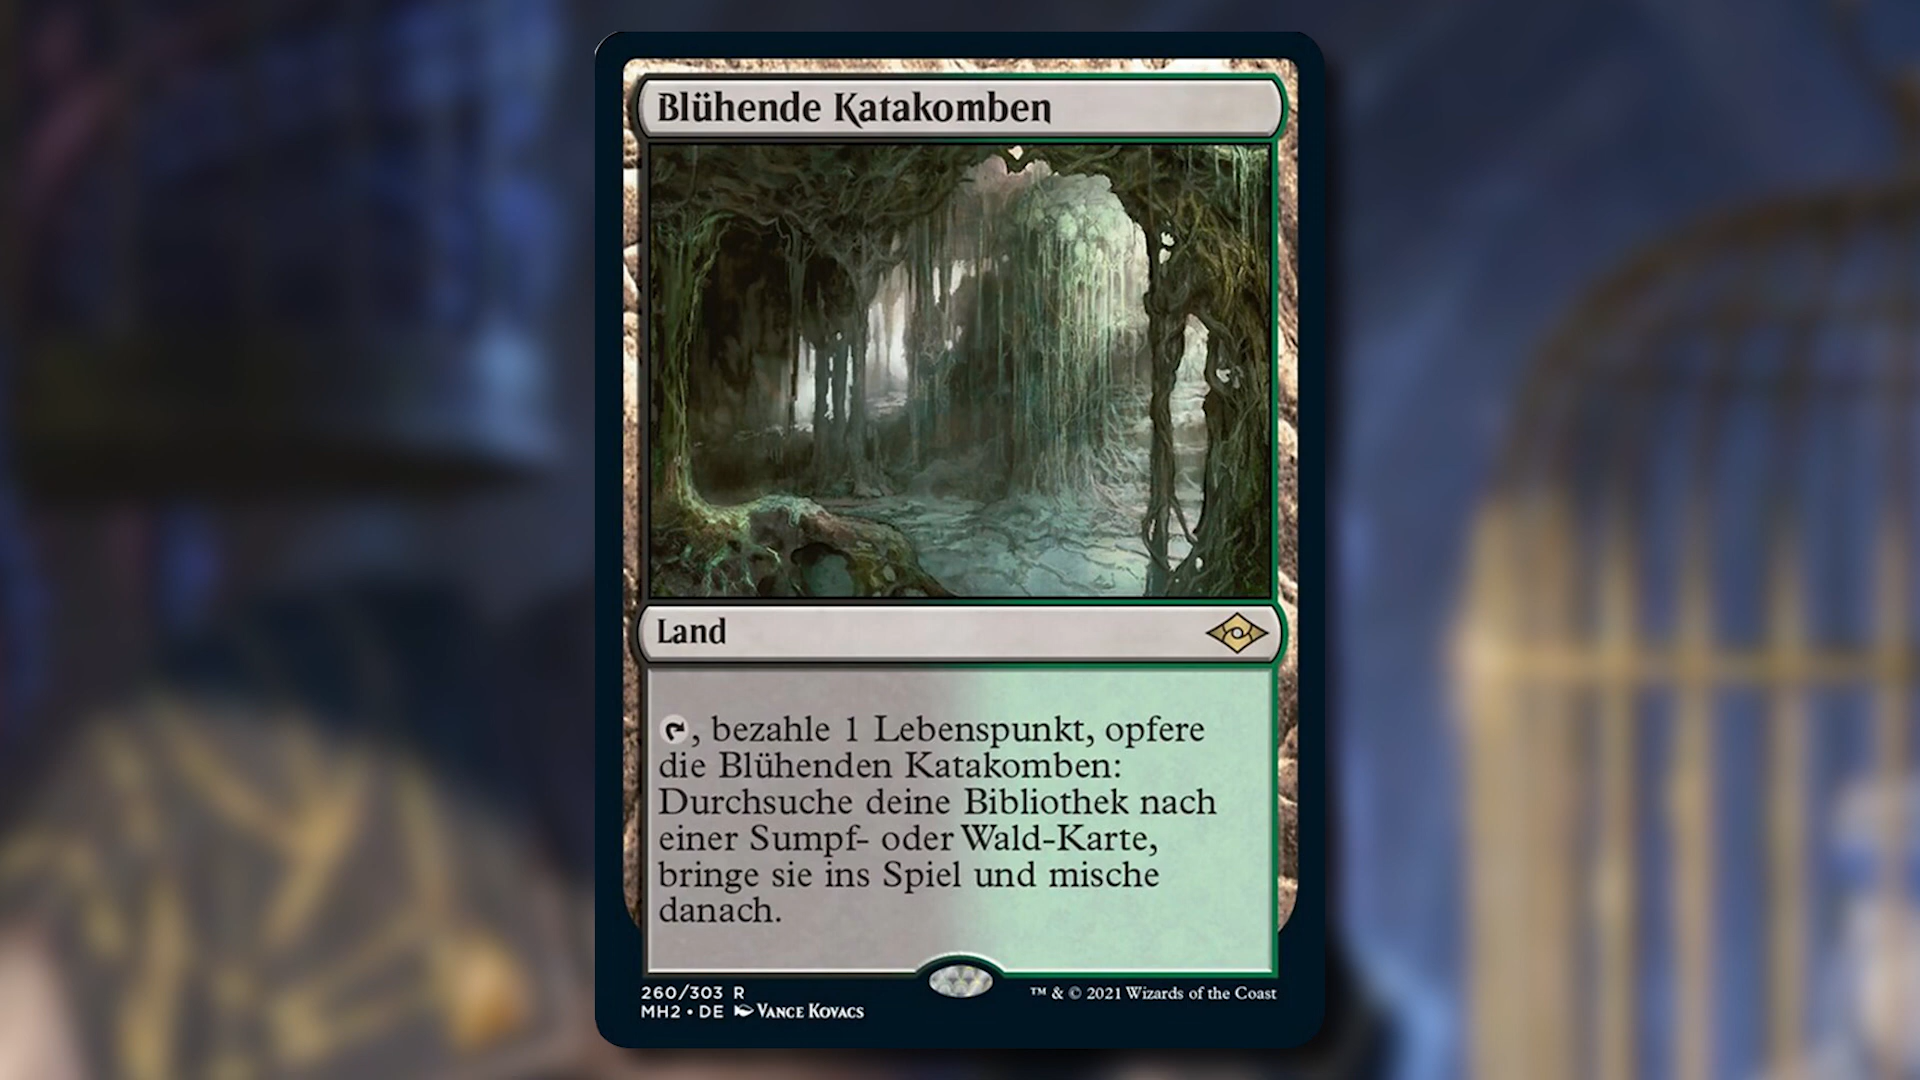 Blühende Katakomben
Land
, bezahle 1 Lebenspunkt, opfere
die Blühenden Katakomben:
Durchsuche deine Bibliothek nach
einer Sumpf- oder Wald-Karte,
bringe sie ins Spiel und mische
danach.
260/303 R
MH2 • DE Vance Kovacs
™ & © 2021 Wizards of the Coast